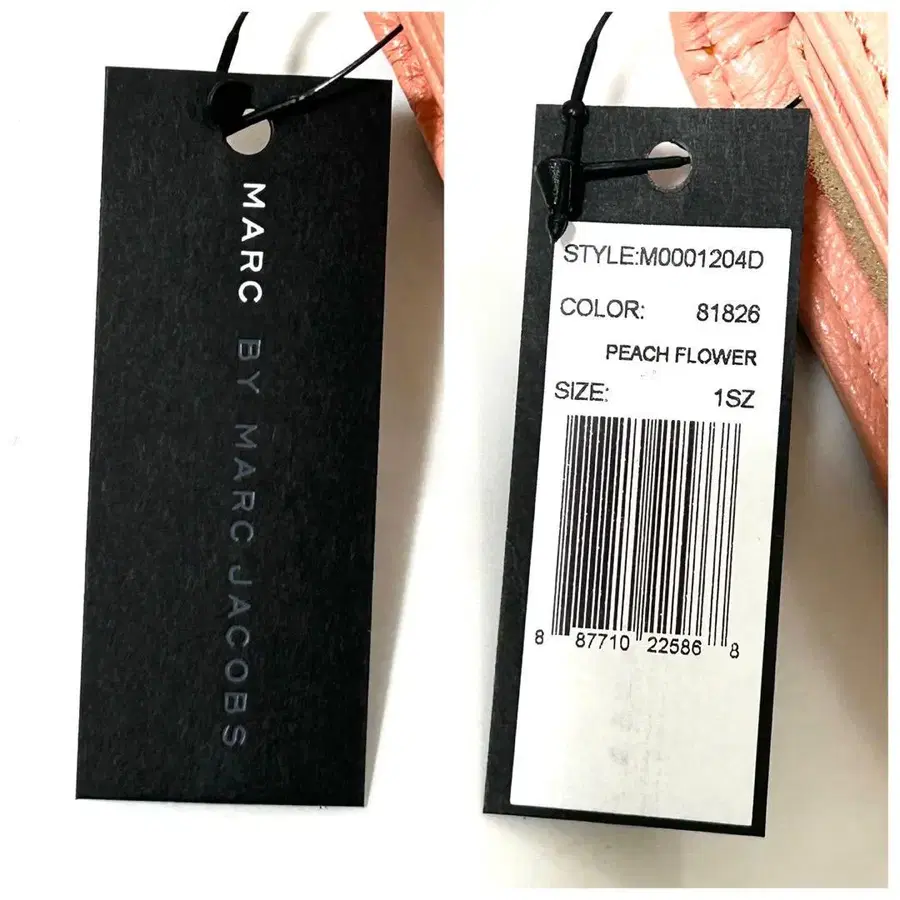 MARC BY MARC JACOBS
STYLE:M0001204D
COLOR: 81826
PEACH FLOWER
SIZE: 1SZ
8 87710 22586 8